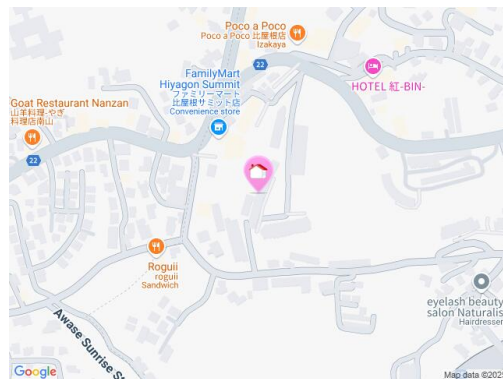 Poco a Poco
Poco a Poco 比屋根店
Izakaya
22
FamilyMart
Hiyagon Summit
ファミリーマート
比屋根サミット店
Convenience store
HOTEL 紅-BIN-
Goat Restaurant Nanzan
山羊料理-やぎ
料理店南山
22
Roguii
roguii
Sandwich
Awase Sunrise St
eyelash beauty
salon Naturalis
Hairdresser
Google
Map data ©202